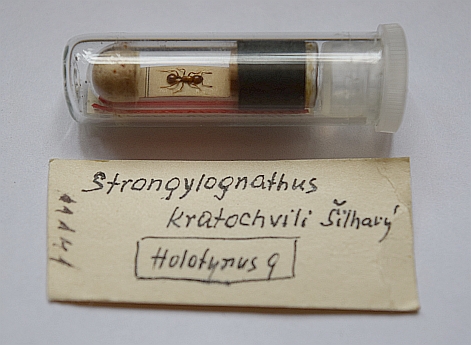 Strongylognathus
kratochvili Šilhavý
Holotypus ♀